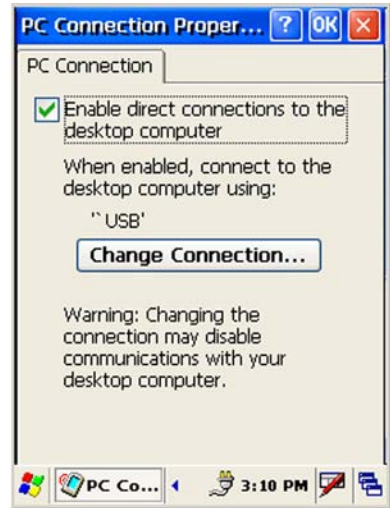 PC Connection Proper... ? OK
PC Connection
Enable direct connections to the
desktop computer
When enabled, connect to the
desktop computer using:
'`USB'
Change Connection...
Warning: Changing the
connection may disable
communications with your
desktop computer.
PC Co... 3:10 PM